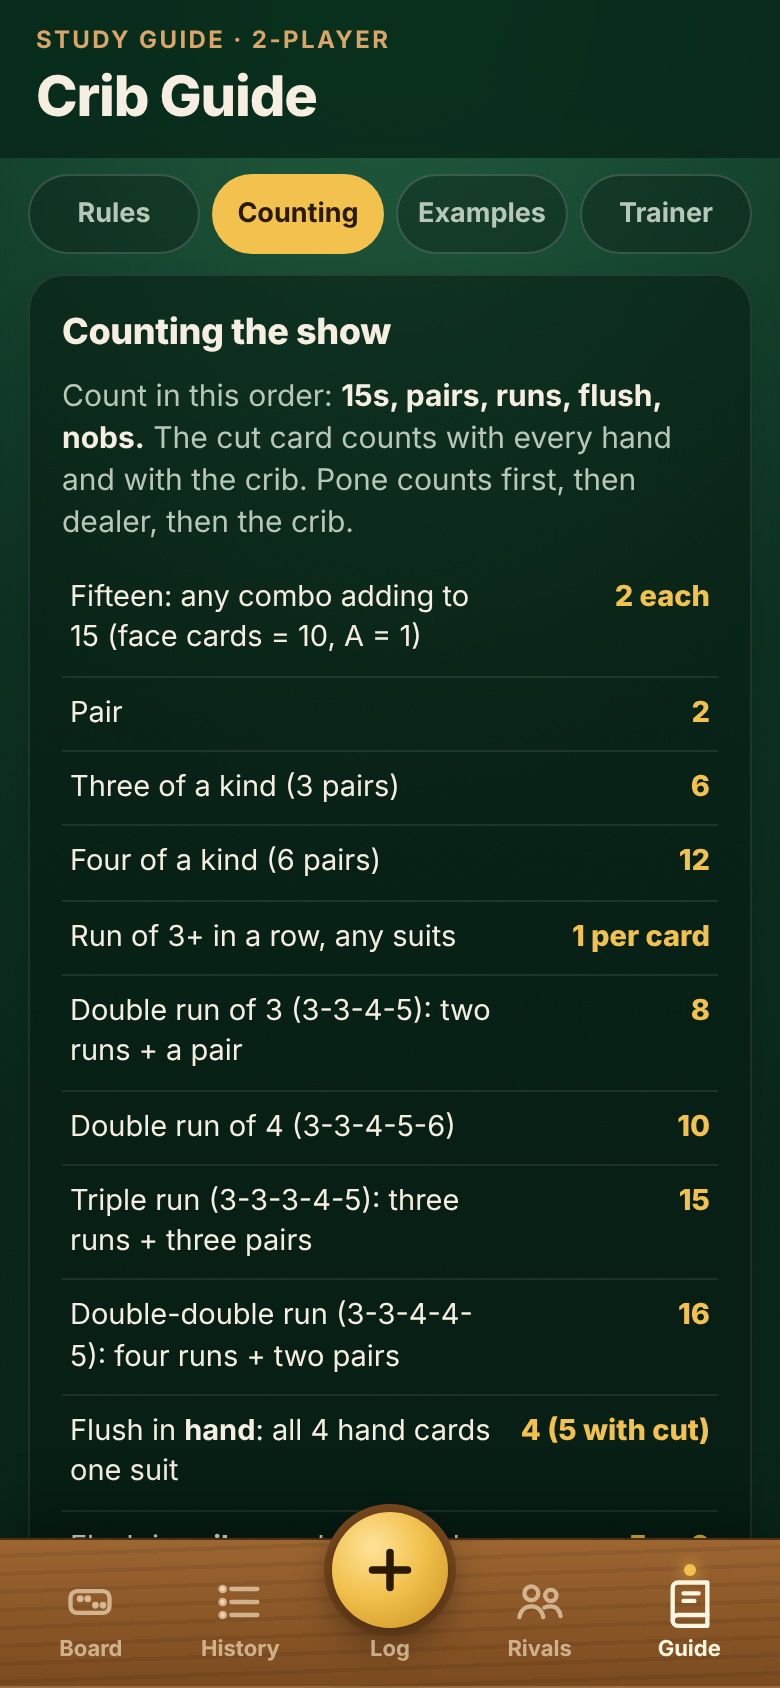 STUDY GUIDE · 2-PLAYER
Crib Guide
Rules
Counting
Examples
Trainer
Counting the show
Count in this order: 15s, pairs, runs, flush,
nobs. The cut card counts with every hand
and with the crib. Pone counts first, then
dealer, then the crib.
Fifteen: any combo adding to
15 (face cards = 10, A = 1)
2 each
Pair
2
Three of a kind (3 pairs)
6
Four of a kind (6 pairs)
12
Run of 3+ in a row, any suits
1 per card
Double run of 3 (3-3-4-5): two
runs + a pair
8
Double run of 4 (3-3-4-5-6)
10
Triple run (3-3-3-4-5): three
runs + three pairs
15
Double-double run (3-3-4-4-
5): four runs + two pairs
16
Flush in hand: all 4 hand cards
one suit
4 (5 with cut)
Board
History
Log
Rivals
Guide